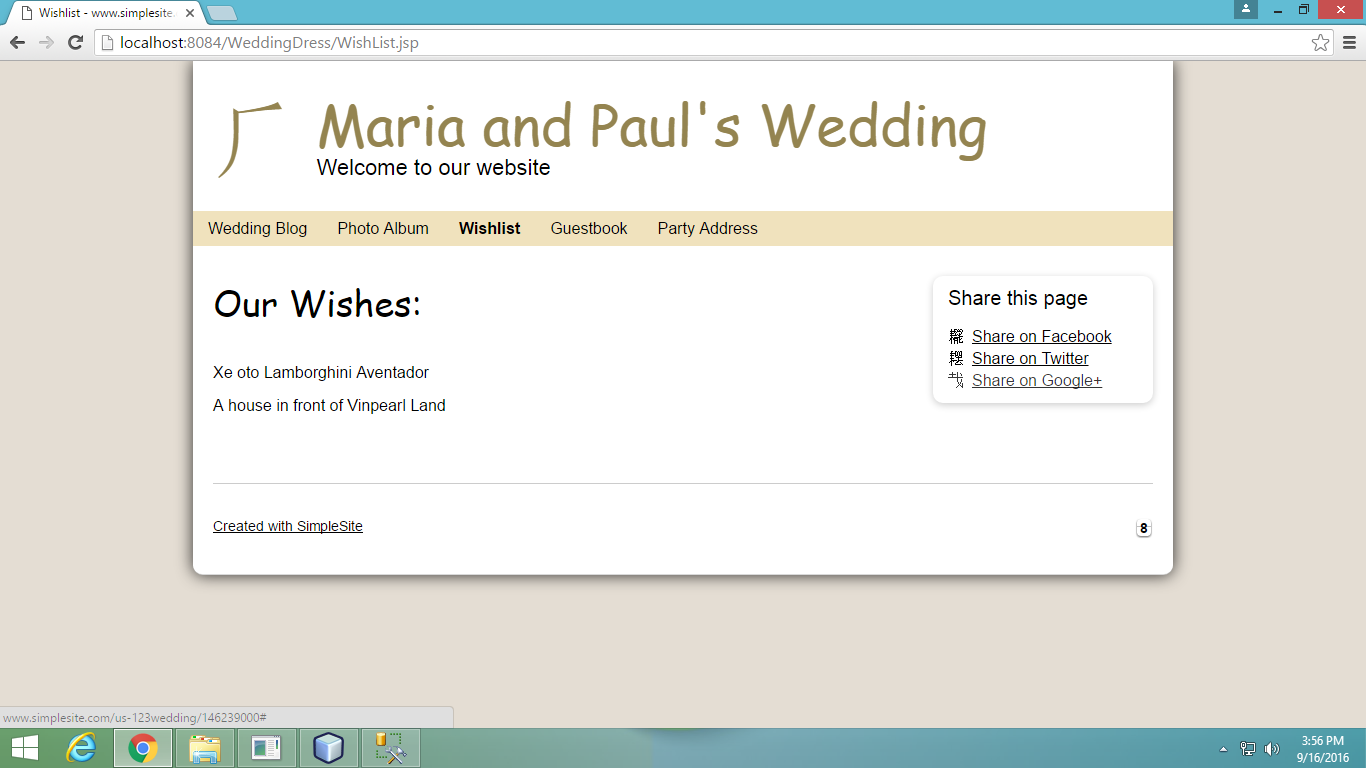 Wishlist - www.simplesite.
localhost:8084/WeddingDress/WishList.jsp
厂 Maria and Paul's Wedding
Welcome to our website
Wedding Blog Photo Album Wishlist Guestbook Party Address
Our Wishes:
Share this page
Share on Facebook
Share on Twitter
Share on Google+
Xe oto Lamborghini Aventador
A house in front of Vinpearl Land
Created with SimpleSite
8
www.simplesite.com/us-123wedding/146239000#
3:56 PM
9/16/2016